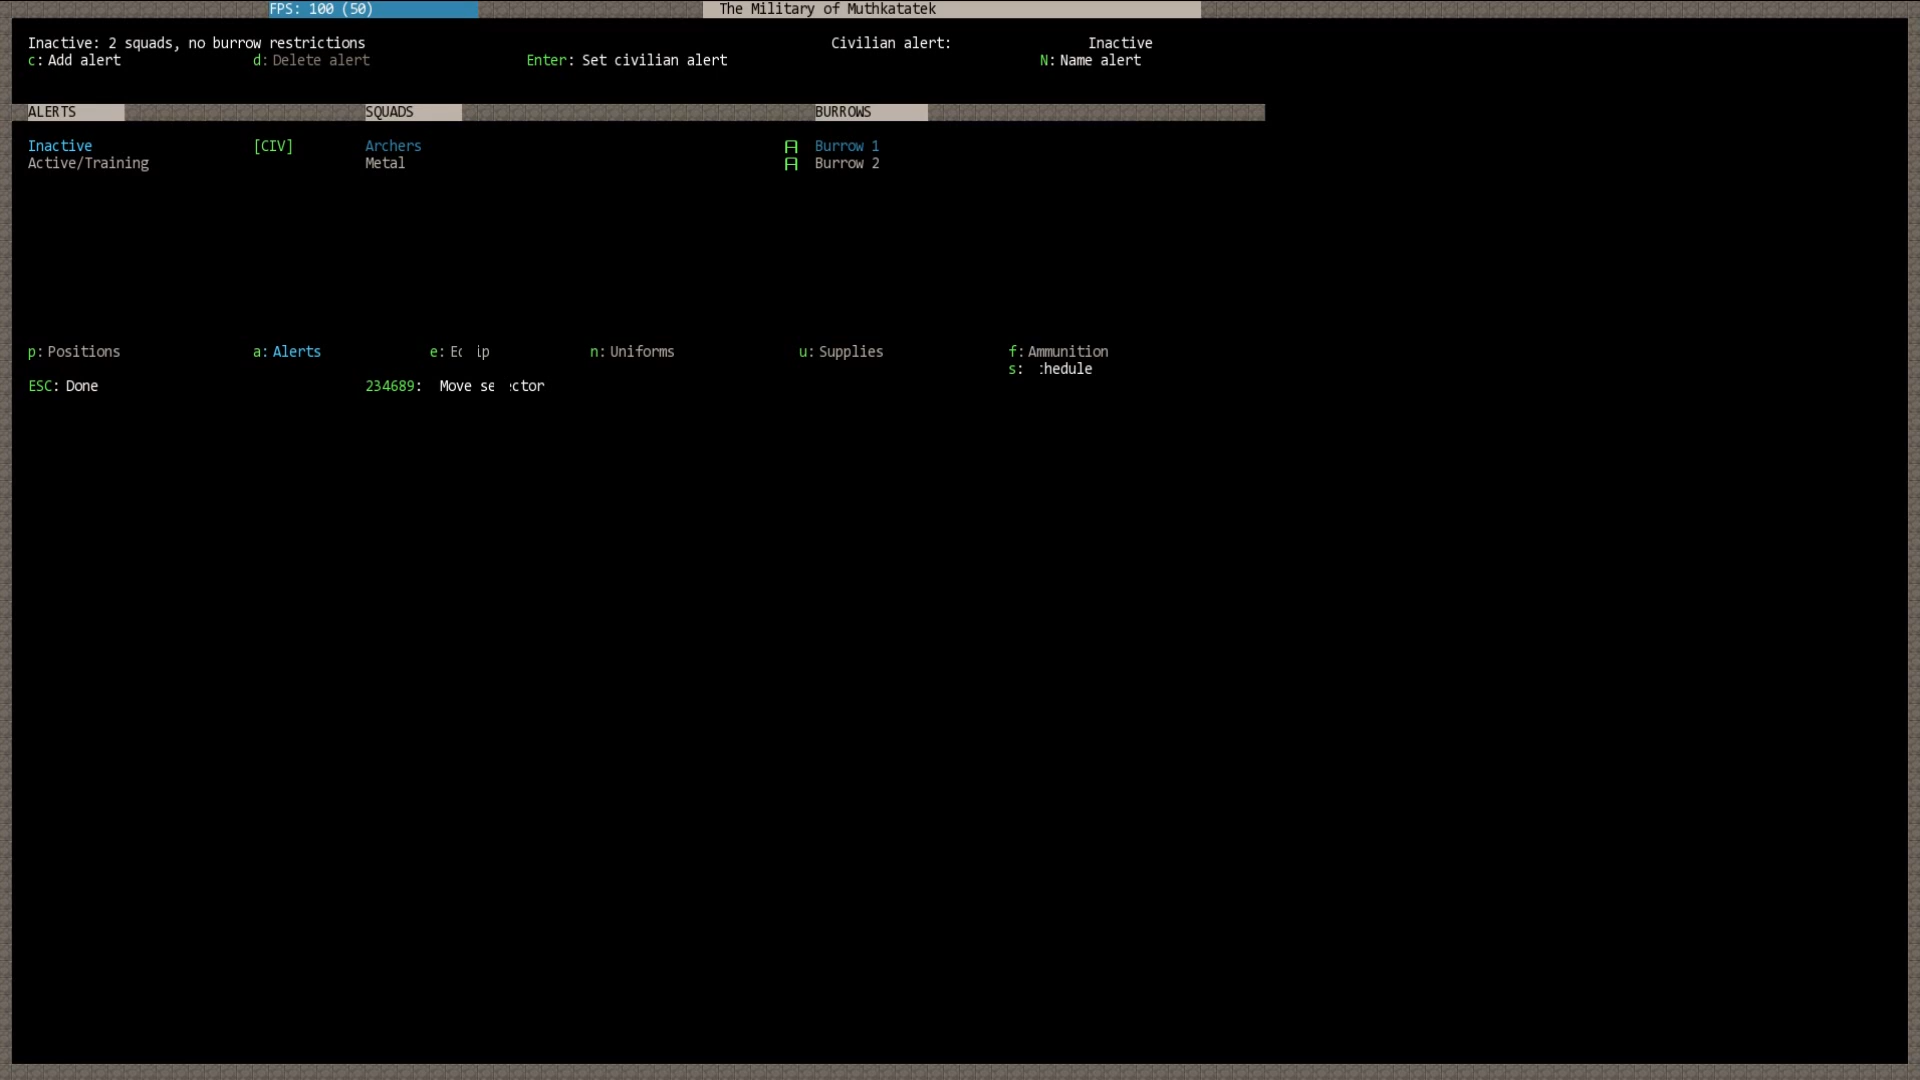 FPS: 100 (50) The Military of Muthkatatek
Inactive: 2 squads, no burrow restrictions Civilian alert: Inactive
c: Add alert d: Delete alert Enter: Set civilian alert N: Name alert
ALERTS SQUADS BURROWS
Inactive [CIV] Archers A Burrow 1
Active/Training Metal A Burrow 2
p: Positions a: Alerts e: n: Uniforms u: Supplies f: Ammunition
s:
ESC: Done 234689: Move